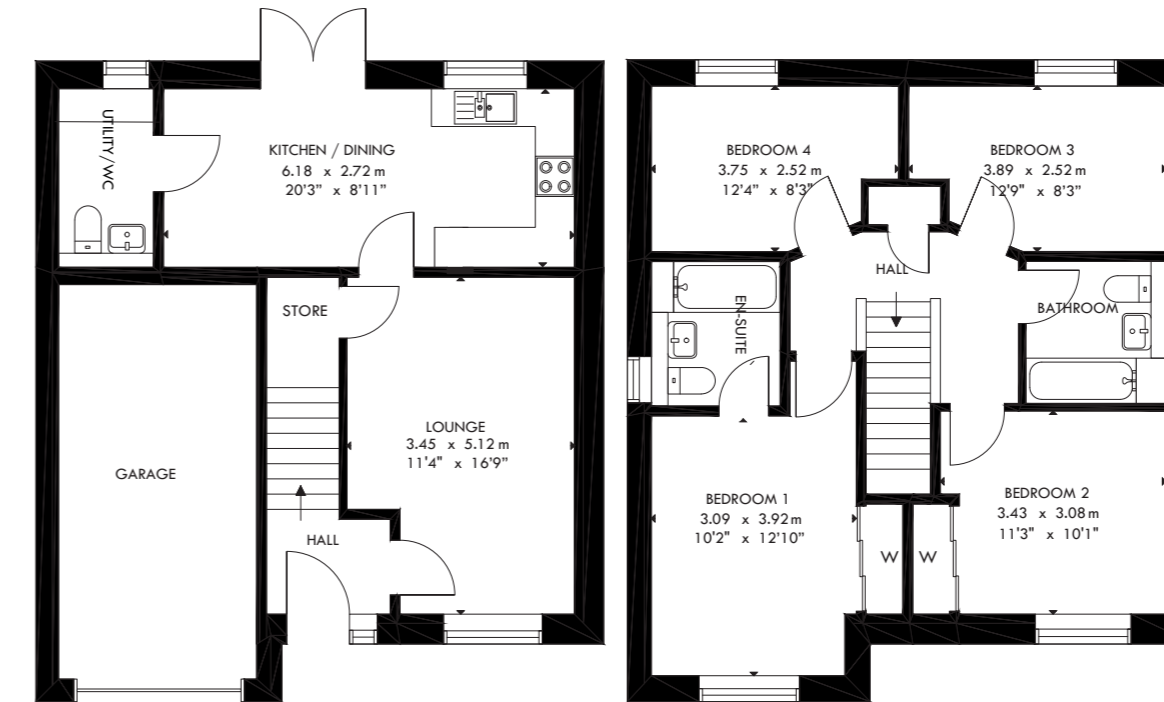 UTILITY/WC
KITCHEN / DINING
6.18 x 2.72 m
20'3" x 8'11"
STORE
LOUNGE
3.45 x 5.12 m
11'4" x 16'9"
GARAGE
HALL
BEDROOM 4
3.75 x 2.52 m
12'4" x 8'3"
BEDROOM 3
3.89 x 2.52 m
12'9" x 8'3"
HALL
EN-SUITE
BATHROOM
BEDROOM 1
3.09 x 3.92 m
10'2" x 12'10"
BEDROOM 2
3.43 x 3.08 m
11'3" x 10'1"
W
W